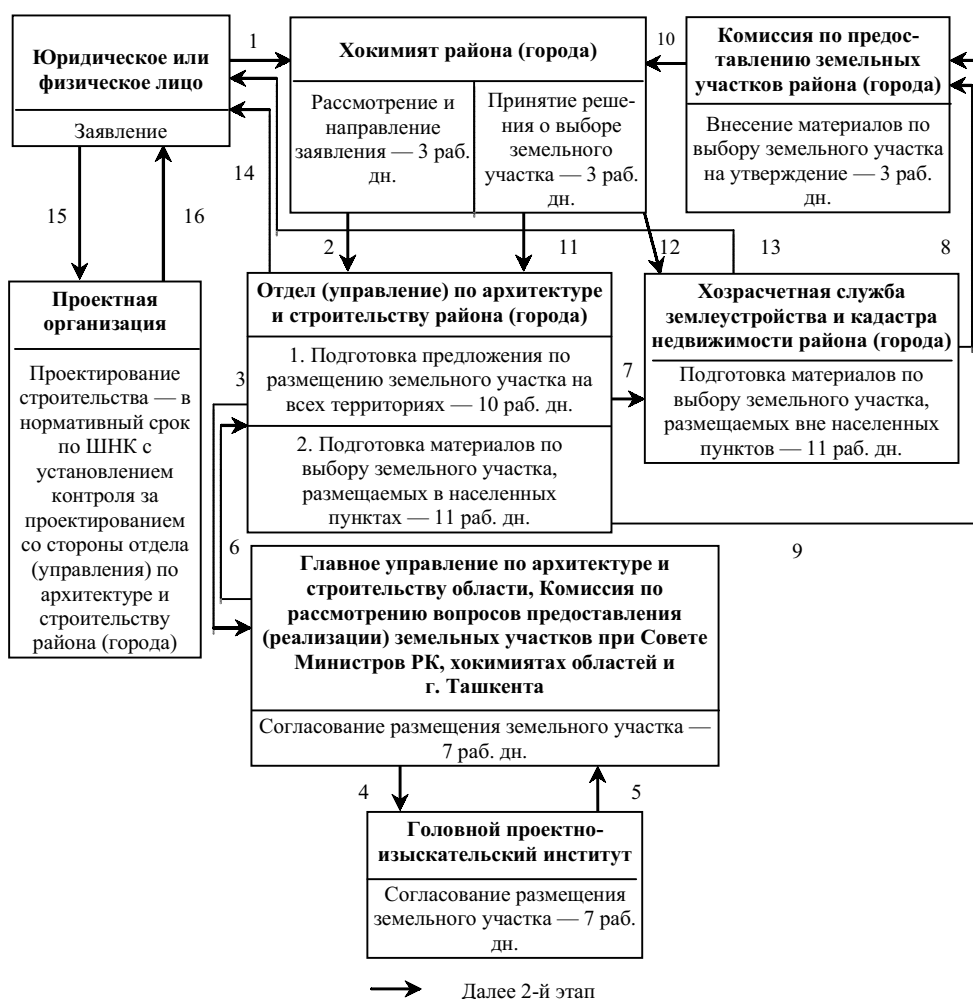 Юридическое или
физическое лицо
Заявление
1
Хокимият района (города)
Рассмотрение и
направление
заявления — 3 раб.
дн.
Принятие реше-
ния о выборе
земельного
участка — 3 раб.
дн.
10
Комиссия по предос-
тавлению земельных
участков района (города)
Внесение материалов по
выбору земельного участка
на утверждение — 3 раб.
дн.
15
16
14
2
11
12
13
8
Проектная
организация
Проектирование
строительства — в
нормативный срок
по ШНК с
установлением
контроля за
проектированием
со стороны отдела
(управления) по
архитектуре и
строительству
района (города)
Отдел (управление) по архитектуре
и строительству района (города)
1. Подготовка предложения по
размещению земельного участка на
всех территориях — 10 раб. дн.
2. Подготовка материалов по
выбору земельного участка,
размещаемых в населенных
пунктах — 11 раб. дн.
3
7
Хозрасчетная служба
землеустройства и кадастра
недвижимости района (города)
Подготовка материалов по
выбору земельного участка,
размещаемых вне населенных
пунктов — 11 раб. дн.
6
9
Главное управление по архитектуре и
строительству области, Комиссия по
рассмотрению вопросов предоставления
(реализации) земельных участков при Совете
Министров РК, хокимиятах областей и
г. Ташкента
Согласование размещения земельного участка —
7 раб. дн.
4
5
Головной проектно-
изыскательский институт
Согласование размещения
земельного участка — 7 раб.
дн.
Далее 2-й этап